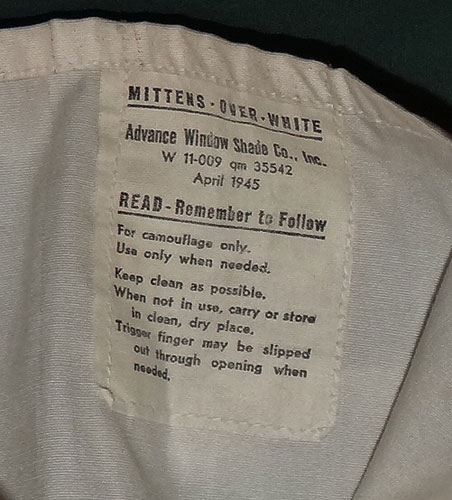 MITTENS-OVER-WHITE
Advance Window Shade Co., Inc.
W 11-009 qm 35542
April 1945
READ-Remember to Follow
For camouflage only.
Use only when needed.
Keep clean as possible.
When not in use, carry or store
in clean, dry place.
Trigger finger may be slipped
out through opening when
needed.